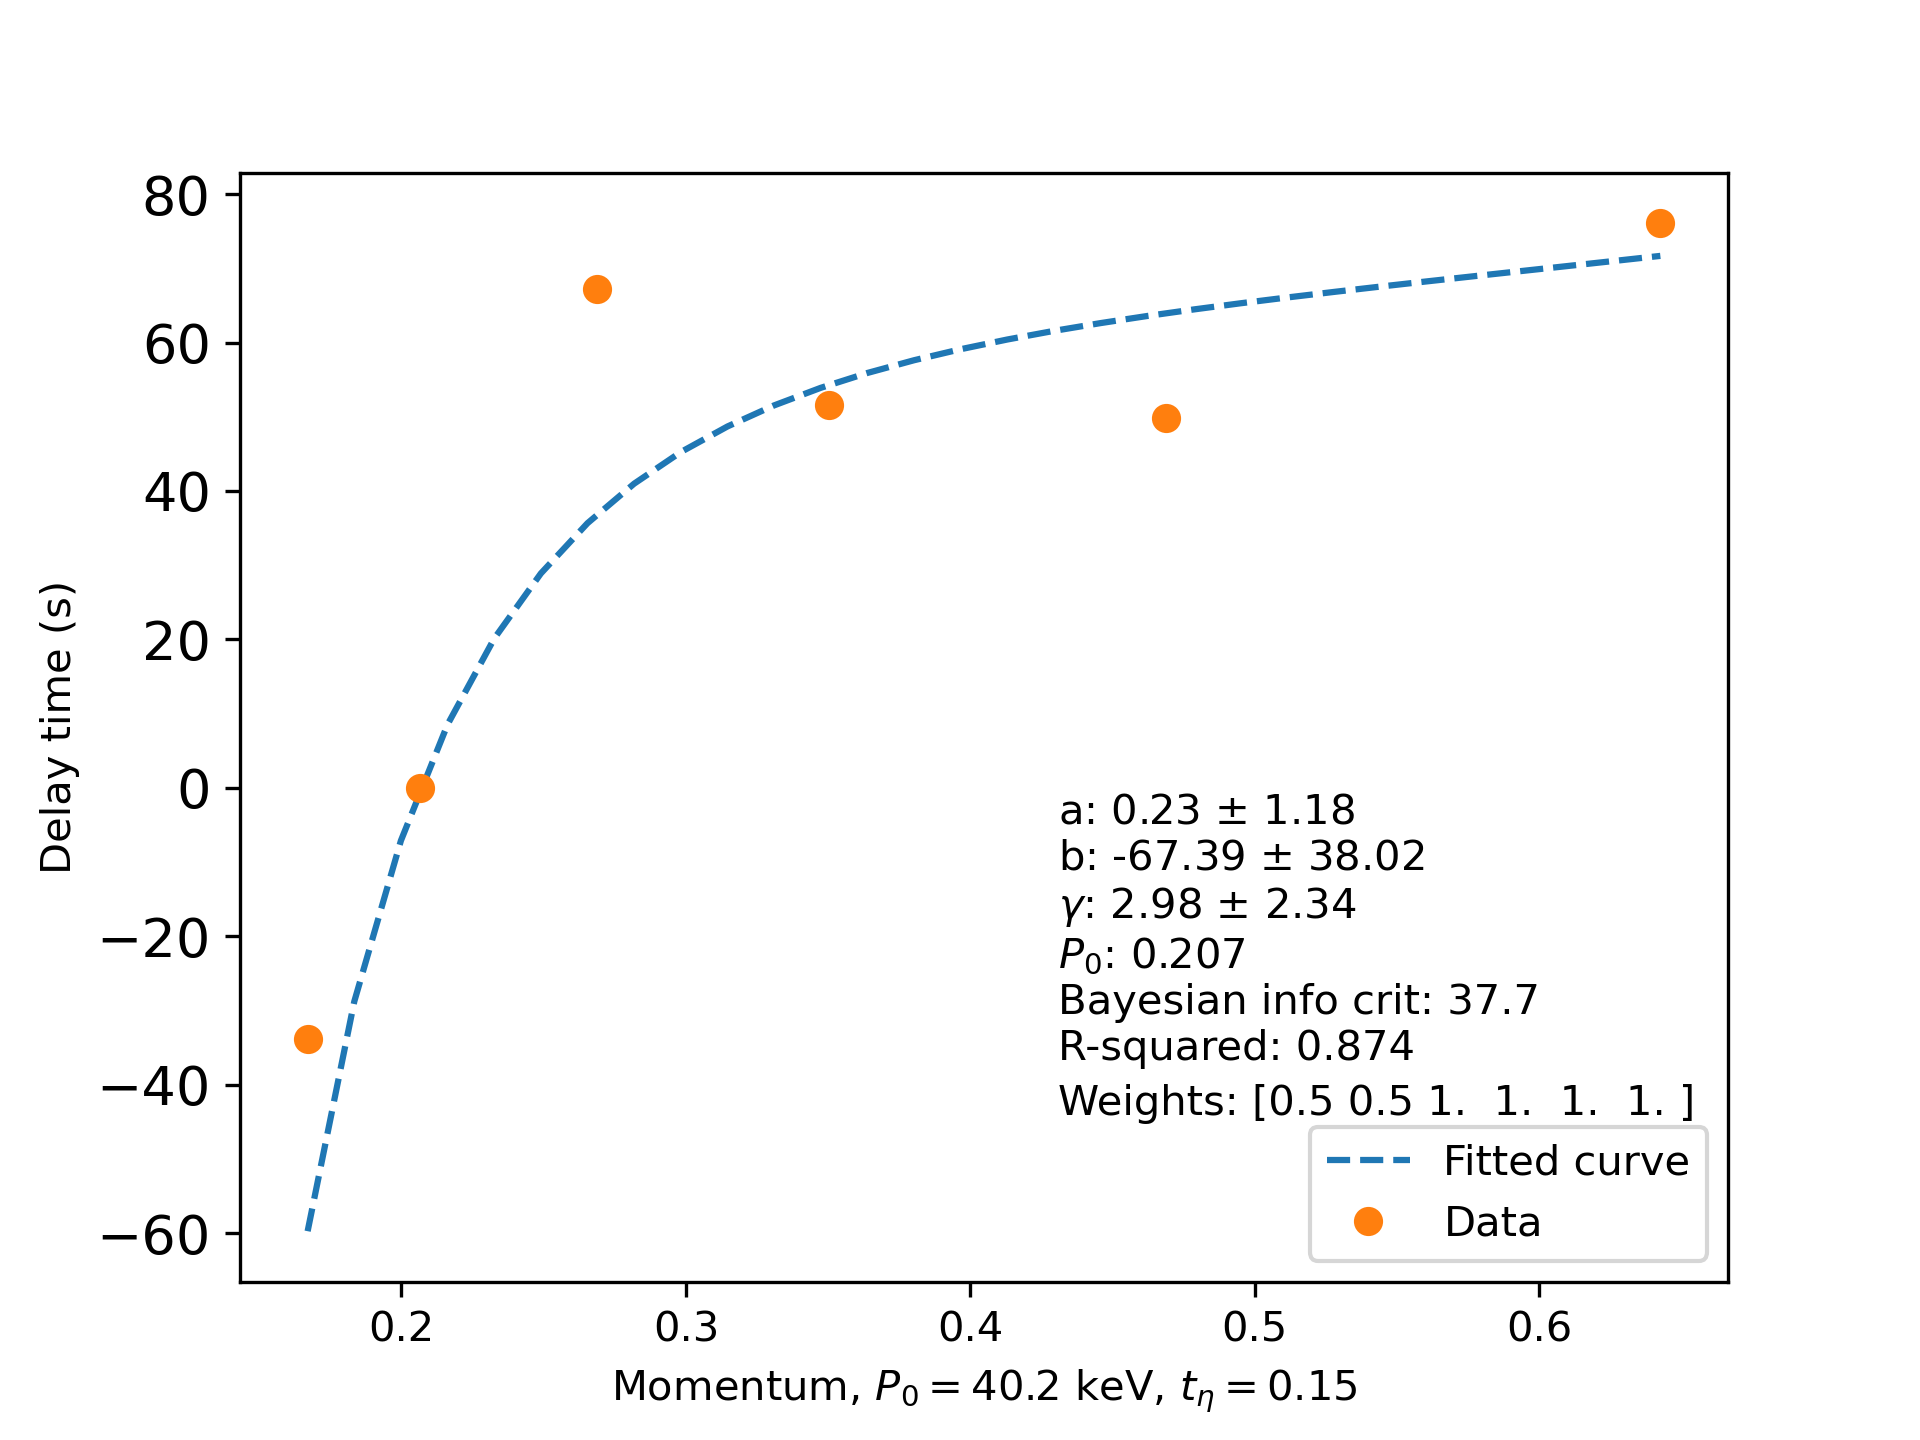 80
60
40
20
0
−20
−40
−60
Delay time (s)
a: 0.23 ± 1.18
b: -67.39 ± 38.02
γ: 2.98 ± 2.34
P₀: 0.207
Bayesian info crit: 37.7
R-squared: 0.874
Weights: [0.5 0.5 1.  1.  1.  1. ]
Fitted curve
Data
0.2 0.3 0.4 0.5 0.6
Momentum, P₀ = 40.2 keV, t_η = 0.15